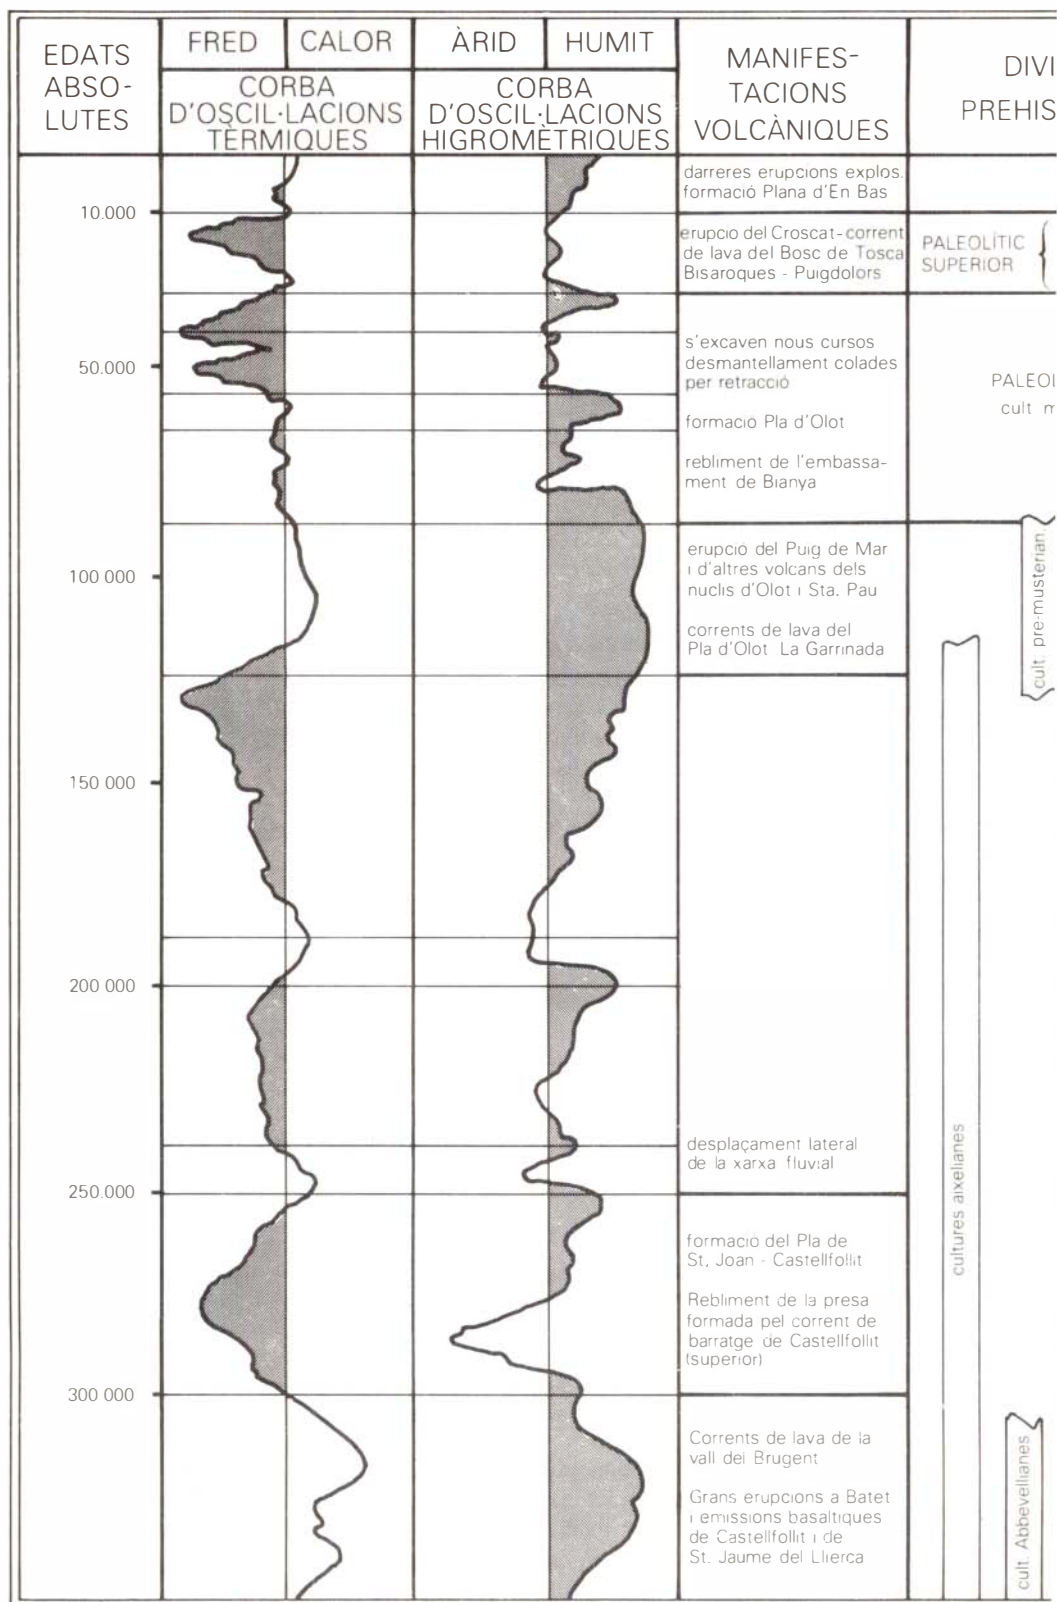 EDATS
ABSO-
LUTES
FRED
CALOR
CORBA
D'OSCIL·LACIONS
TÈRMIQUES
ÀRID
HUMIT
CORBA
D'OSCIL·LACIONS
HIGROMÈTRIQUES
MANIFES-
TACIONS
VOLCÀNIQUES
DIVI
PREHIS
10.000
50.000
100 000
150 000
200 000
250.000
300 000
darreres erupcions explos.
formació Plana d'En Bas
erupcio del Croscat-corrent
de lava del Bosc de Tosca
Bisaroques - Puigdolors
s'excaven nous cursos
desmantellament colades
per retracció
formació Pla d'Olot
rebliment de l'embassa-
ment de Bianya
erupció del Puig de Mar
i d'altres volcans dels
nuclis d'Olot i Sta. Pau
corrents de lava del
Pla d'Olot La Garrinada
desplaçament lateral
de la xarxa fluvial
formació del Pla de
St. Joan - Castellfollit
Rebliment de la presa
formada pel corrent de
barratge de Castellfollit
(superior)
Corrents de lava de la
vall del Brugent
Grans erupcions a Batet
i emissions basaltiques
de Castellfollit i de
St. Jaume del Llierca
PALEOLÍTIC
SUPERIOR
PALEOI
cult m
cult. pre-musterian.
cultures aixelianes
cult. Abbevellianes